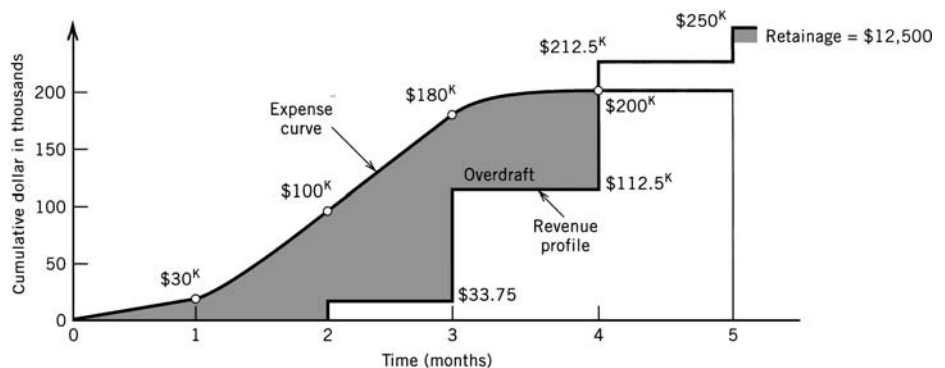 $250ᴷ
Retainage = $12,500
$212.5ᴷ
Cumulative dollar in thousands
200
150
100
50
0
$180ᴷ
Expense
curve
$200ᴷ
$100ᴷ
Overdraft
$112.5ᴷ
Revenue
profile
$30ᴷ
$33.75
0 1 2 3 4 5
Time (months)